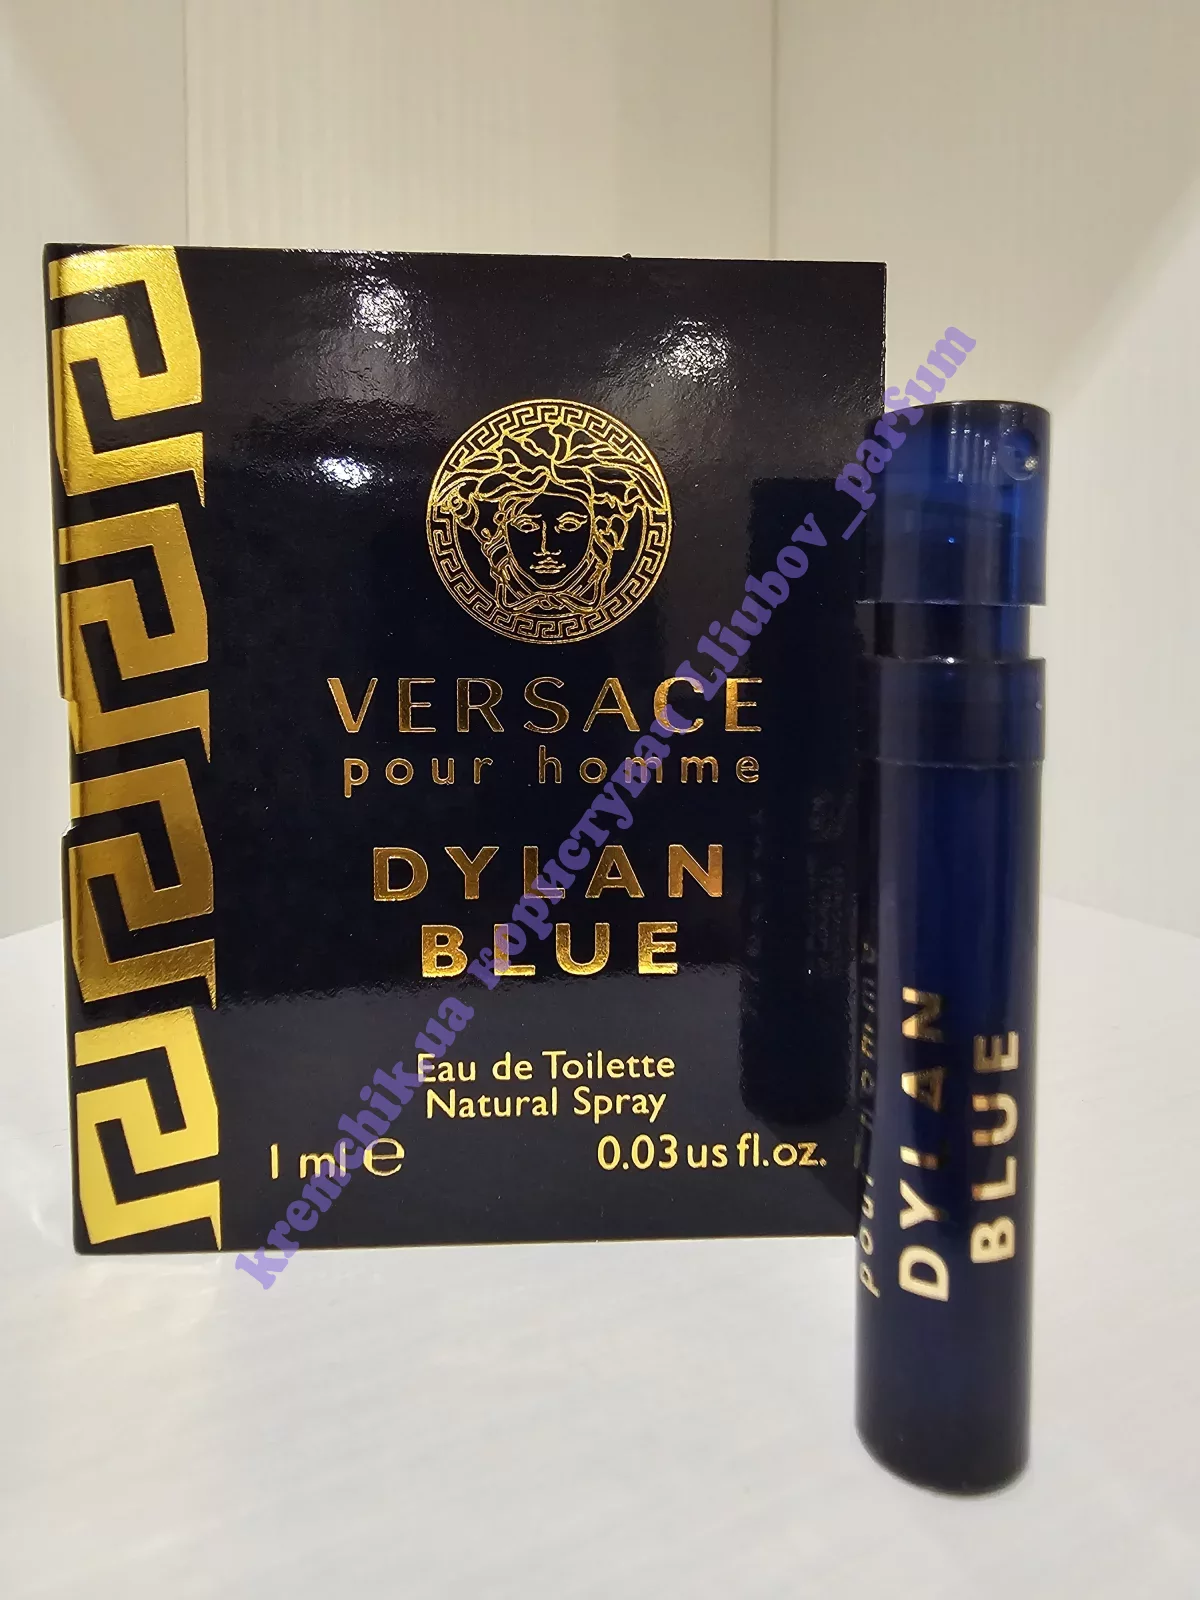 VERSACE
pour homme
DYLAN
BLUE
Eau de Toilette
Natural Spray
1 ml e 0.03 us fl.oz.
pour homme
DYLAN
BLUE
kremchik.ua користувач Lliubov_parfum